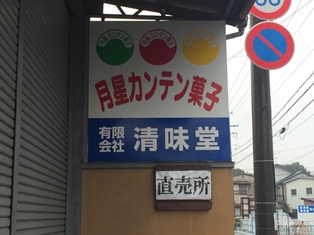 月星カンテン菓子
有限会社 清味堂
直売所